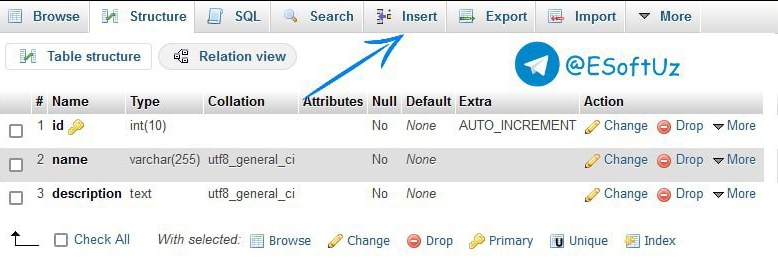 Browse Structure SQL Search Insert Export Import More
Table structure Relation view
@ESoftUz
# Name Type Collation Attributes Null Default Extra Action
1 id int(10) No None AUTO_INCREMENT Change Drop More
2 name varchar(255) utf8_general_ci No None Change Drop More
3 description text utf8_general_ci No None Change Drop More
Check All With selected: Browse Change Drop Primary U Unique Index